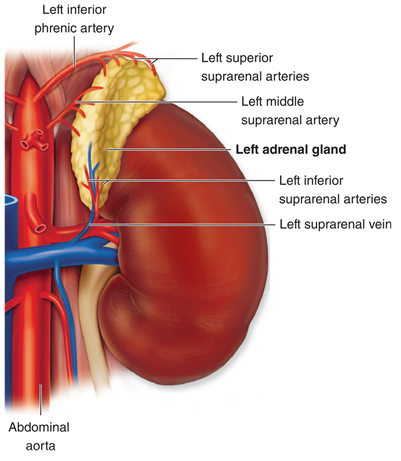 Left inferior
phrenic artery
Left superior
suprarenal arteries
Left middle
suprarenal artery
Left adrenal gland
Left inferior
suprarenal arteries
Left suprarenal vein
Abdominal
aorta